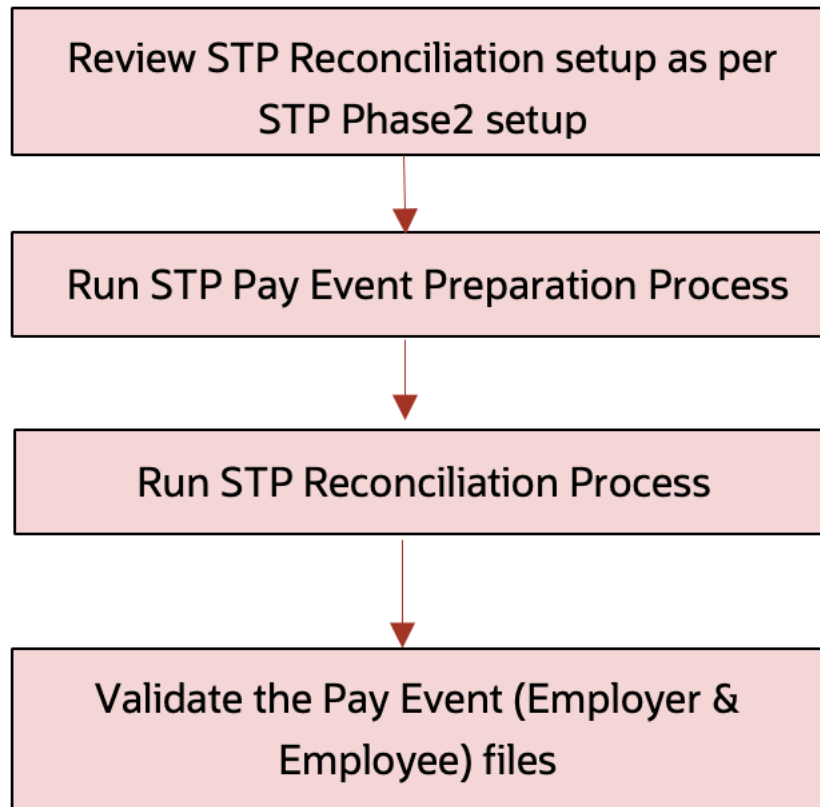 Review STP Reconciliation setup as per
STP Phase2 setup
Run STP Pay Event Preparation Process
Run STP Reconciliation Process
Validate the Pay Event (Employer &
Employee) files